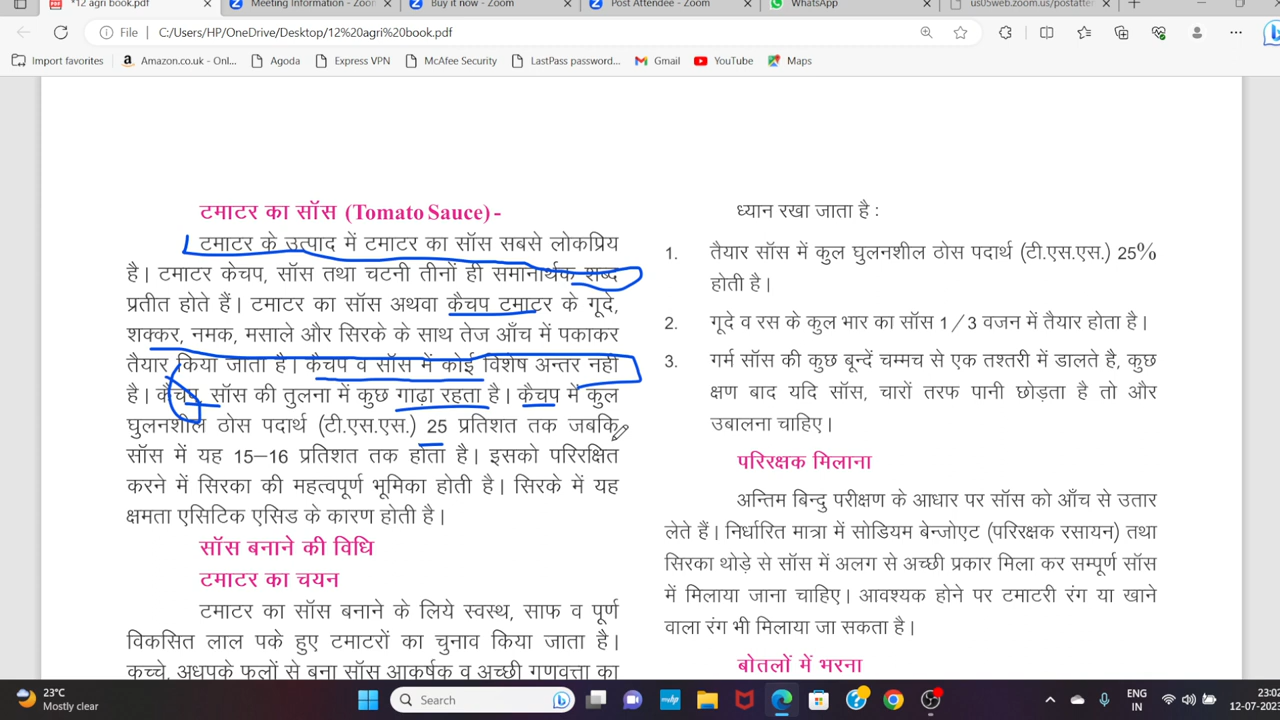 *12 agri book.pdf
Meeting Information - Zoom
Buy it now - Zoom
Post Attendee - Zoom
WhatsApp
us05web.zoom.us/postatten
File C:/Users/HP/OneDrive/Desktop/12%20agri%20book.pdf
Import favorites Amazon.co.uk - Onl... Agoda Express VPN McAfee Security LastPass password... Gmail YouTube Maps
टमाटर का सॉस (Tomato Sauce) -
टमाटर के उत्पाद में टमाटर का सॉस सबसे लोकप्रिय
है। टमाटर केचप, सॉस तथा चटनी तीनों ही समानार्थक शब्द
प्रतीत होते हैं। टमाटर का सॉस अथवा कैचप टमाटर के गूदे,
शक्कर, नमक, मसाले और सिरके के साथ तेज आँच में पकाकर
तैयार किया जाता है। कैचप व सॉस में कोई विशेष अन्तर नही
है। कैचप, सॉस की तुलना में कुछ गाढ़ा रहता है। कैचप में कुल
घुलनशील ठोस पदार्थ (टी.एस.एस.) 25 प्रतिशत तक जबकि
सॉस में यह 15–16 प्रतिशत तक होता है। इसको परिरक्षित
करने में सिरका की महत्वपूर्ण भूमिका होती है। सिरके में यह
क्षमता एसिटिक एसिड के कारण होती है।
सॉस बनाने की विधि
टमाटर का चयन
टमाटर का सॉस बनाने के लिये स्वस्थ, साफ व पूर्ण
विकसित लाल पके हुए टमाटरों का चुनाव किया जाता है।
कच्चे, अधपके फलों से बना सॉस आकर्षक व अच्छी गुणवत्ता का
ध्यान रखा जाता है :
1. तैयार सॉस में कुल घुलनशील ठोस पदार्थ (टी.एस.एस.) 25%
होती है।
2. गूदे व रस के कुल भार का सॉस 1/3 वजन में तैयार होता है।
3. गर्म सॉस की कुछ बून्दें चम्मच से एक तश्तरी में डालते है, कुछ
क्षण बाद यदि सॉस, चारों तरफ पानी छोड़ता है तो और
उबालना चाहिए।
परिरक्षक मिलाना
अन्तिम बिन्दु परीक्षण के आधार पर सॉस को आँच से उतार
लेते हैं। निर्धारित मात्रा में सोडियम बेन्जोएट (परिरक्षक रसायन) तथा
सिरका थोड़े से सॉस में अलग से अच्छी प्रकार मिला कर सम्पूर्ण सॉस
में मिलाया जाना चाहिए। आवश्यक होने पर टमाटरी रंग या खाने
वाला रंग भी मिलाया जा सकता है।
बोतलों में भरना
23°C
Mostly clear
Search
ENG
IN
23:02
12-07-2023